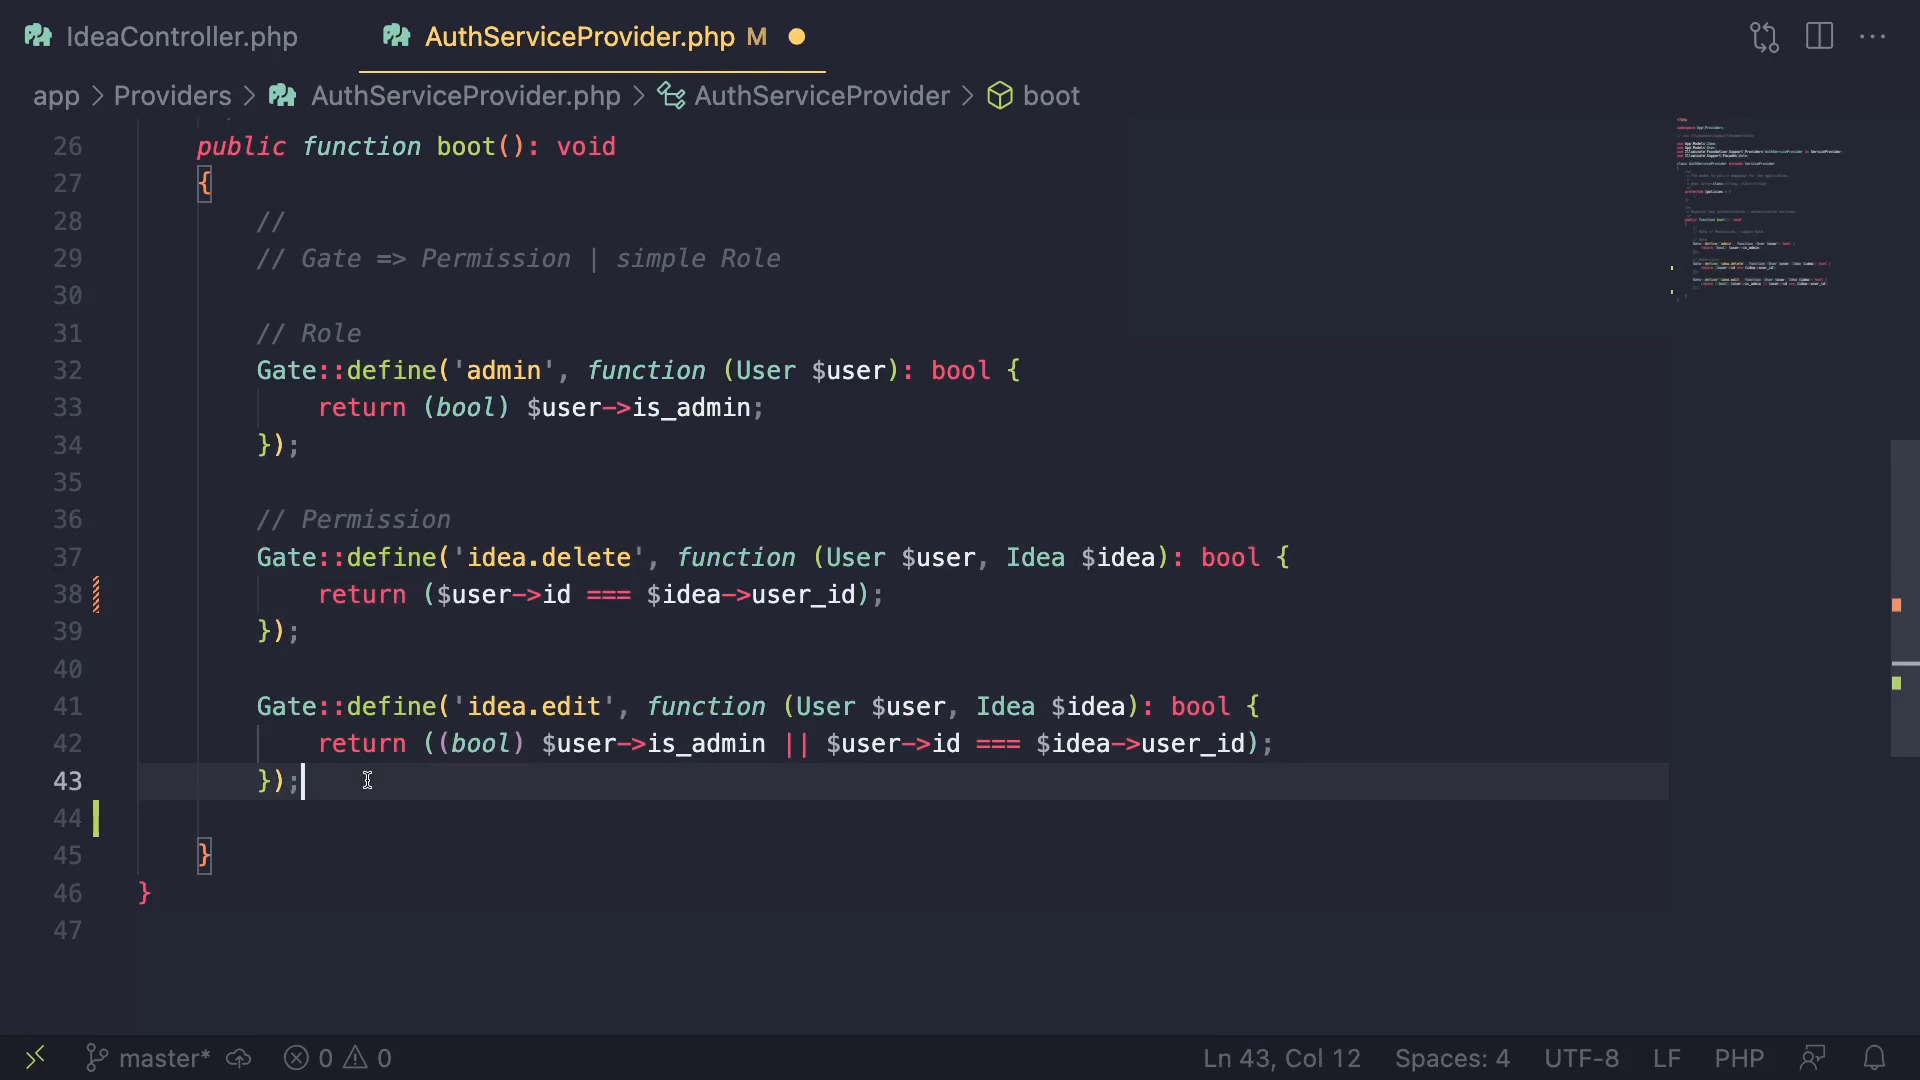 IdeaController.php
AuthServiceProvider.php M
app > Providers > AuthServiceProvider.php > AuthServiceProvider > boot
26 public function boot(): void
27 {
28 //
29 // Gate => Permission | simple Role
30
31 // Role
32 Gate::define('admin', function (User $user): bool {
33 return (bool) $user->is_admin;
34 });
35
36 // Permission
37 Gate::define('idea.delete', function (User $user, Idea $idea): bool {
38 return ($user->id === $idea->user_id);
39 });
40
41 Gate::define('idea.edit', function (User $user, Idea $idea): bool {
42 return ((bool) $user->is_admin || $user->id === $idea->user_id);
43 });
44
45 }
46 }
47
master* 0 0 Ln 43, Col 12 Spaces: 4 UTF-8 LF PHP